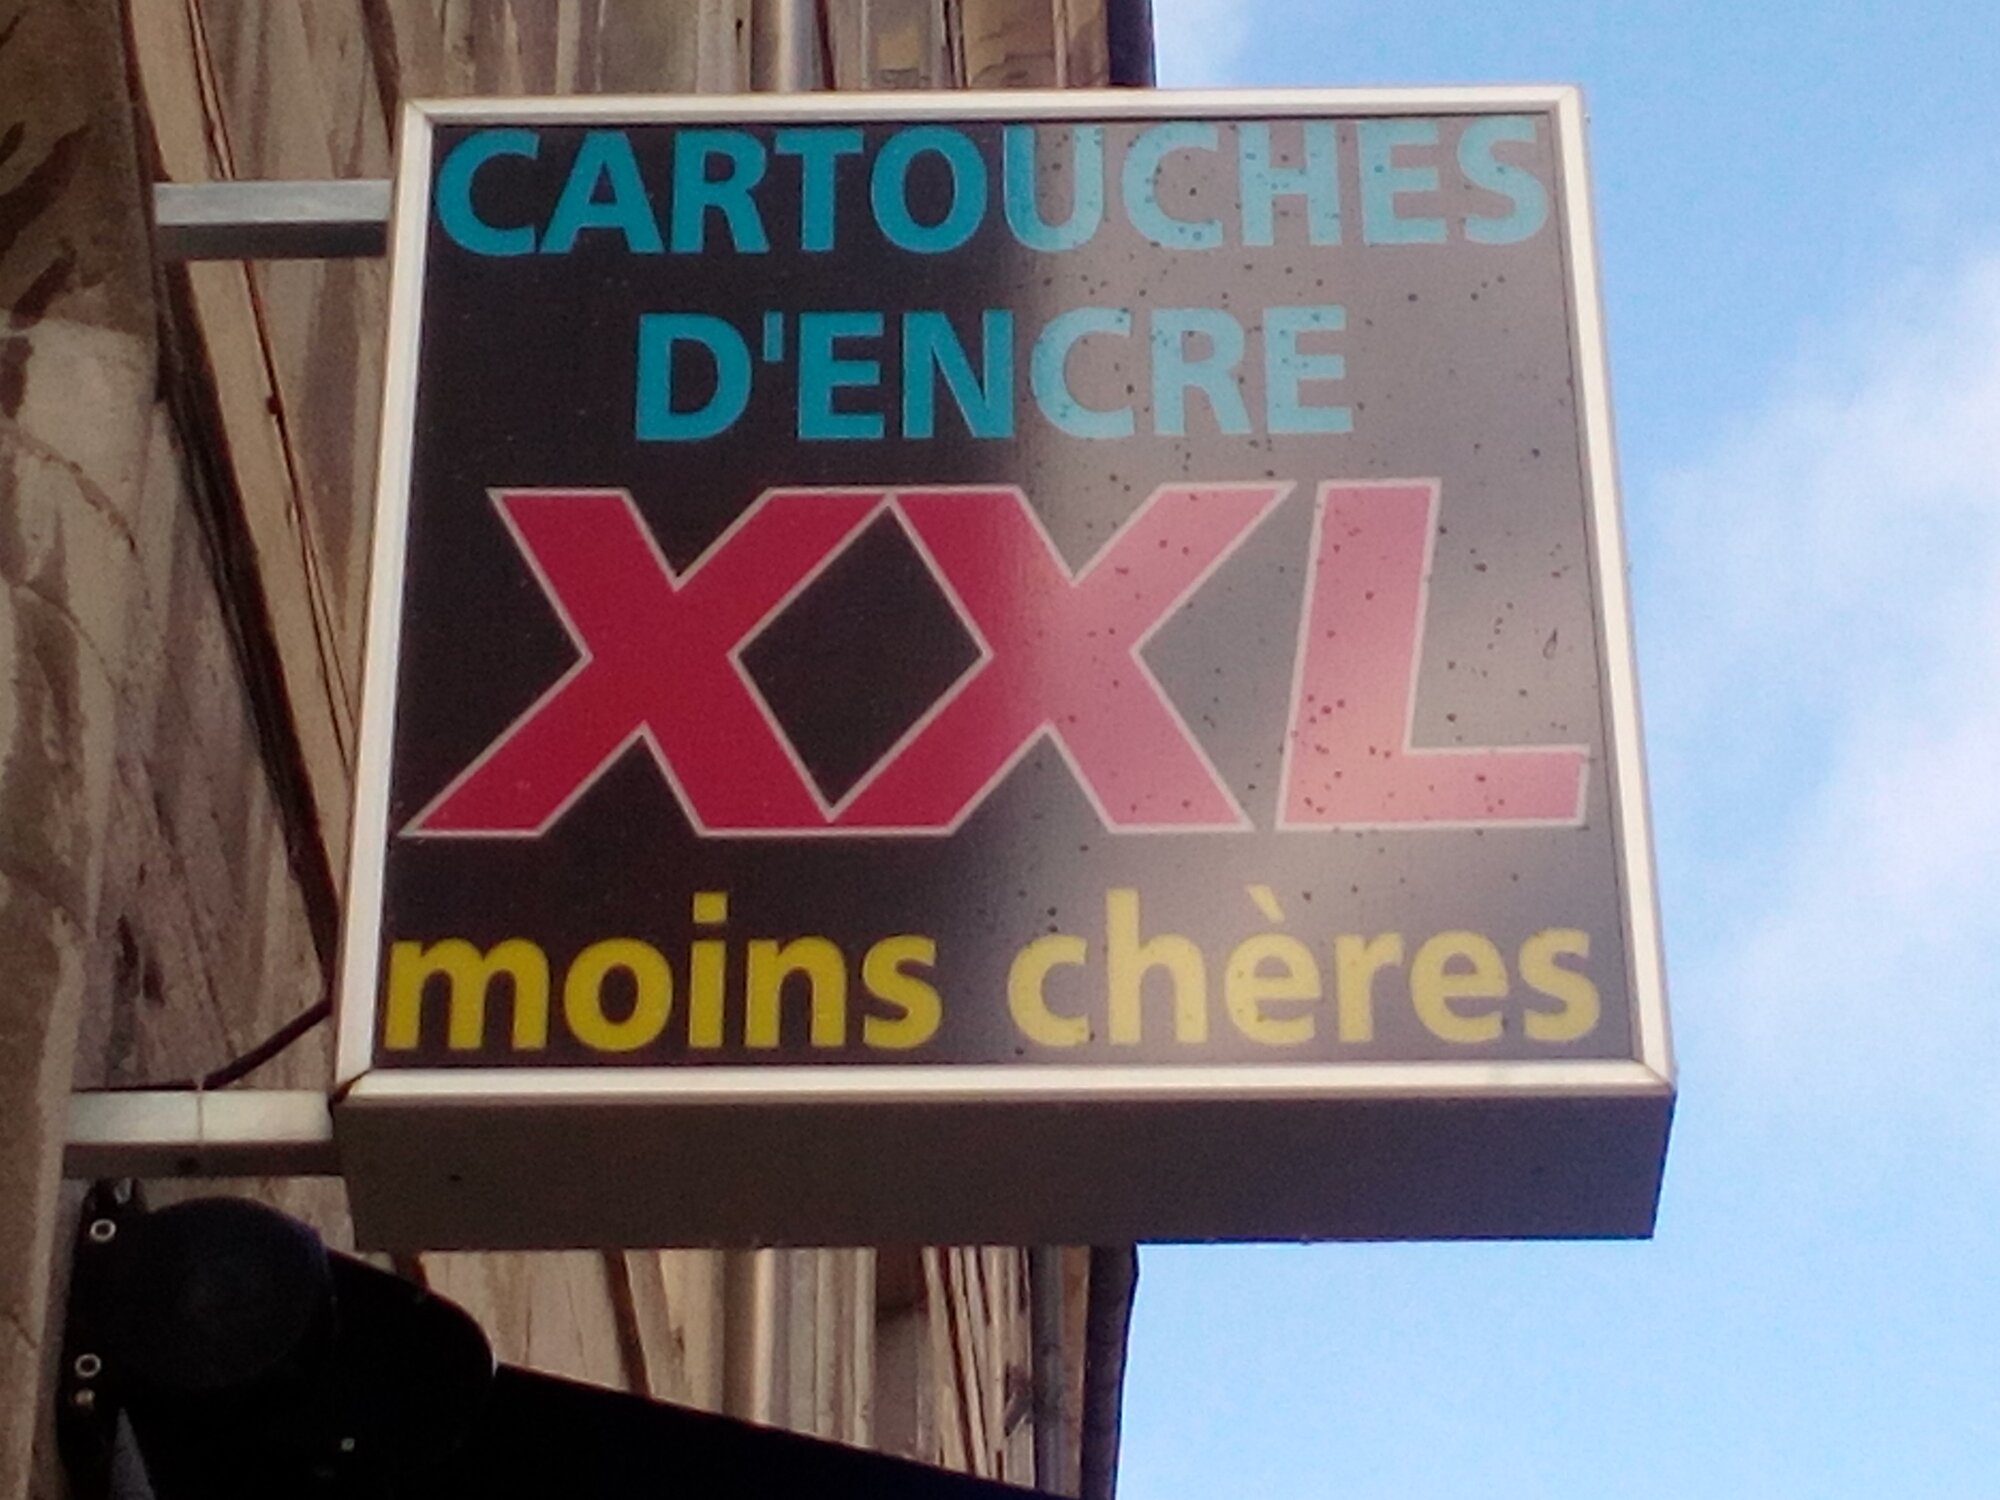 CARTOUCHES
D'ENCRE
XXL
moins chères